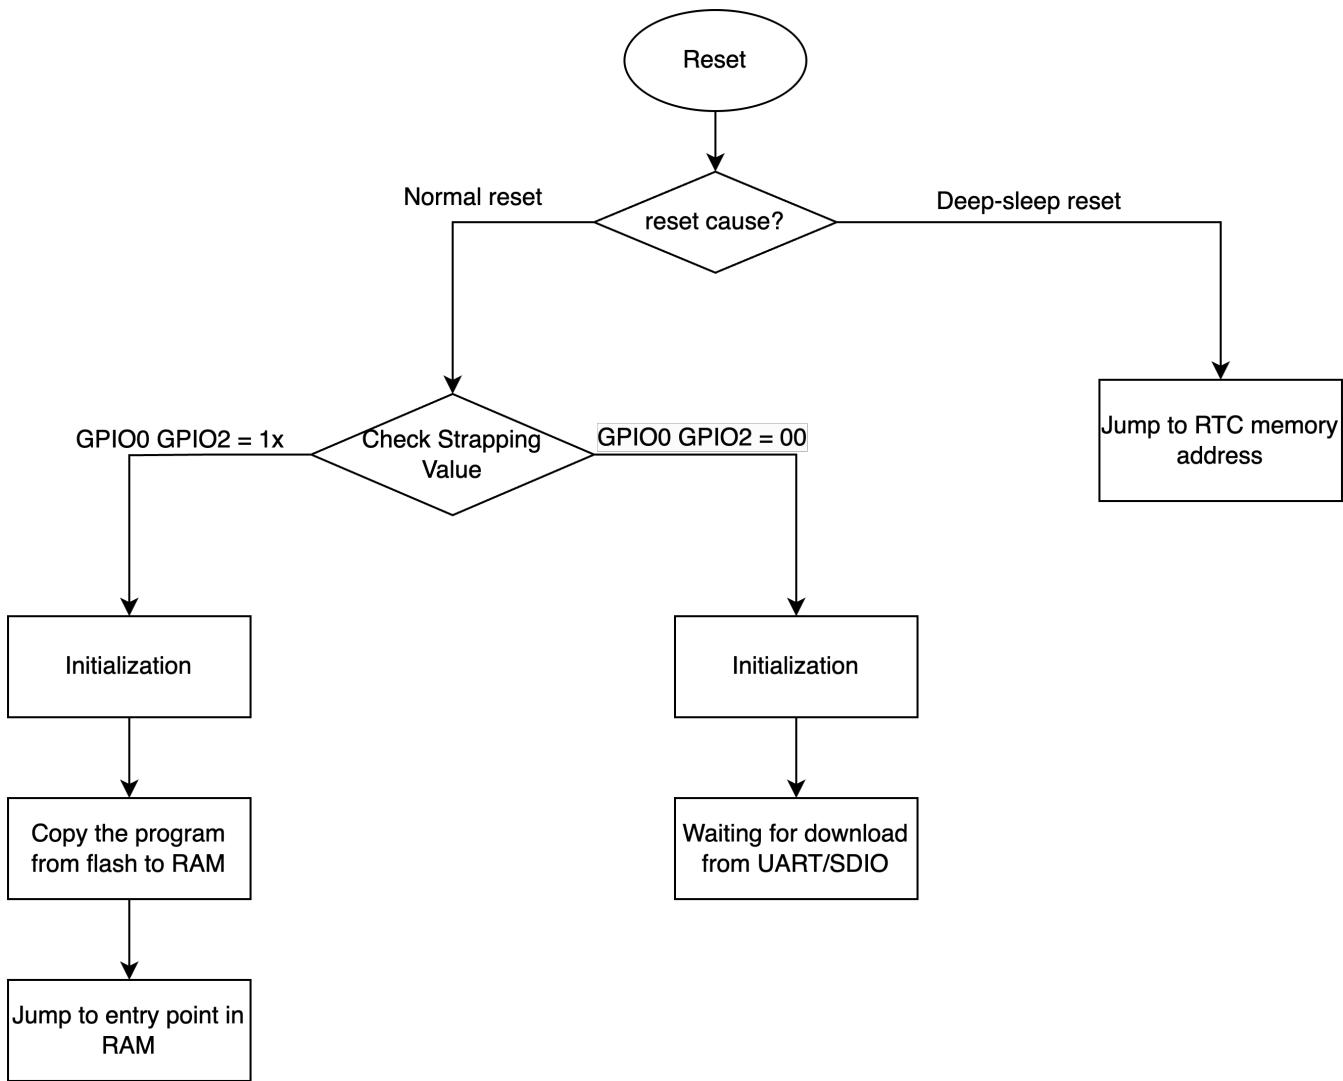 Reset
Normal reset
reset cause?
Deep-sleep reset
GPIO0 GPIO2 = 1x
Check Strapping
Value
GPIO0 GPIO2 = 00
Jump to RTC memory
address
Initialization
Initialization
Copy the program
from flash to RAM
Waiting for download
from UART/SDIO
Jump to entry point in
RAM